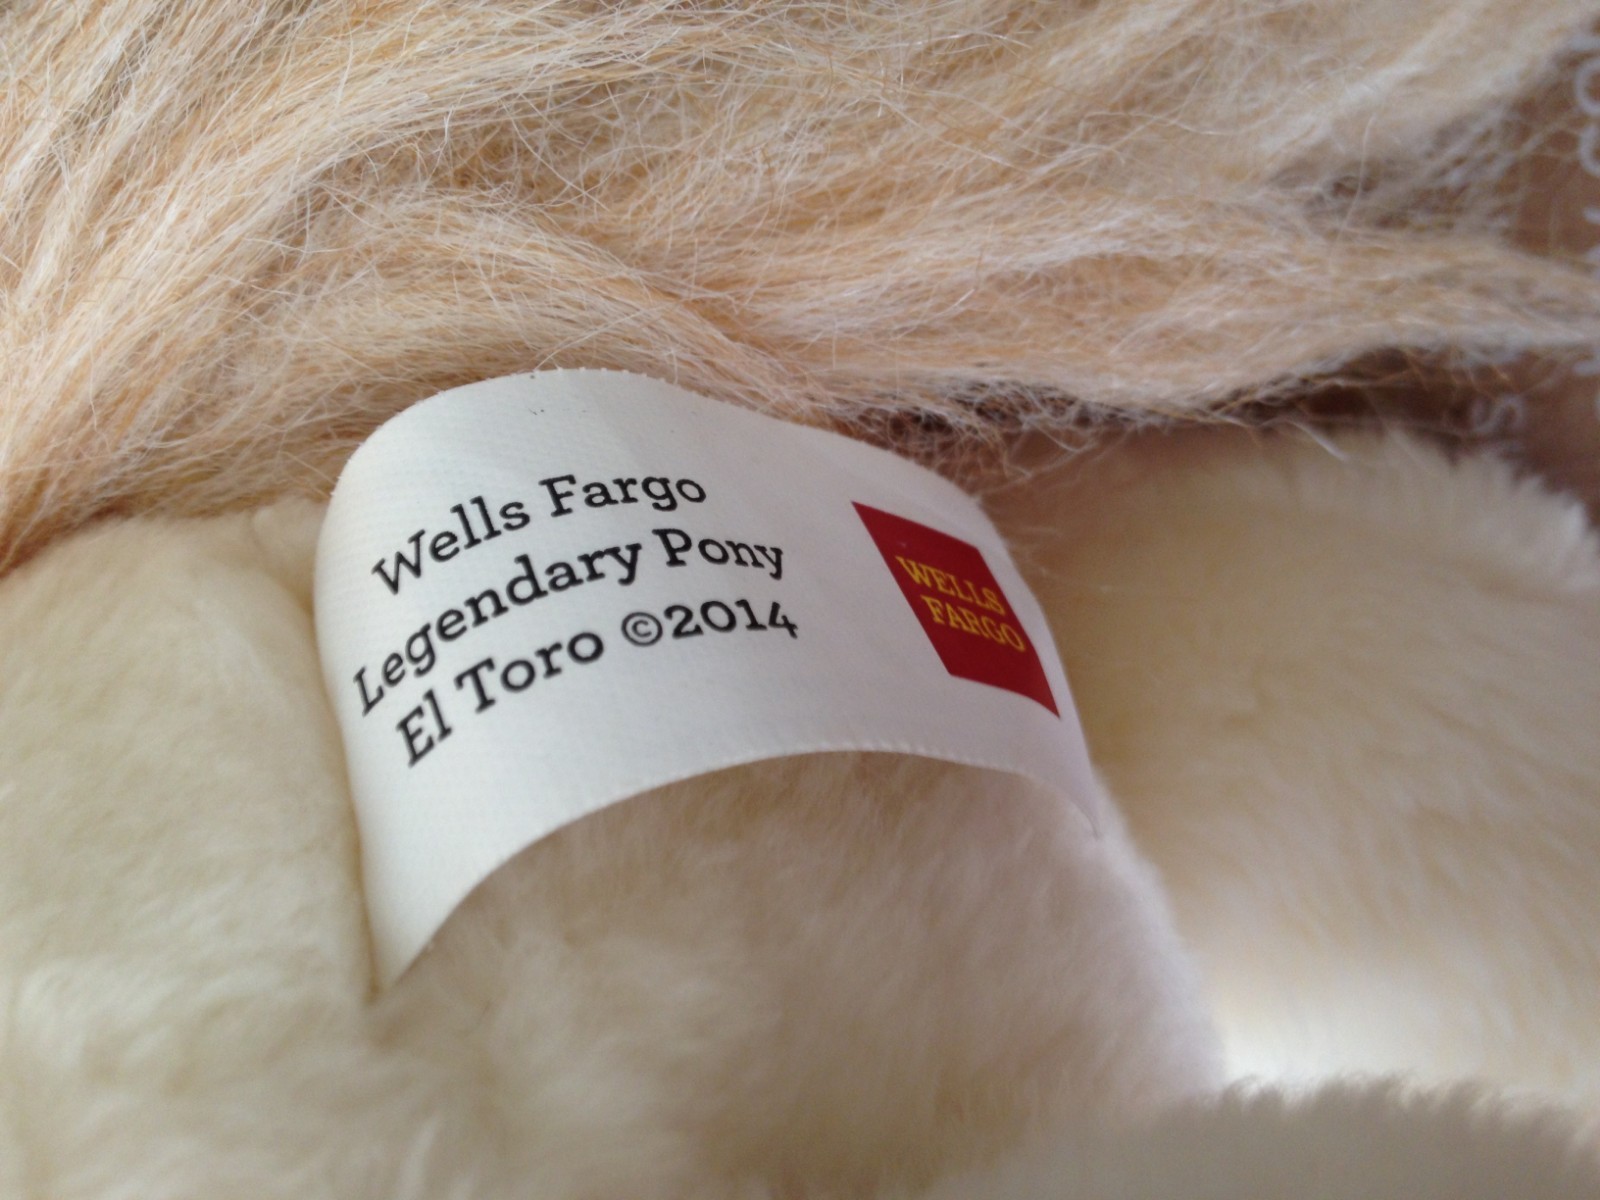 Wells Fargo
Legendary Pony
El Toro ©2014
WELLS
FARGO